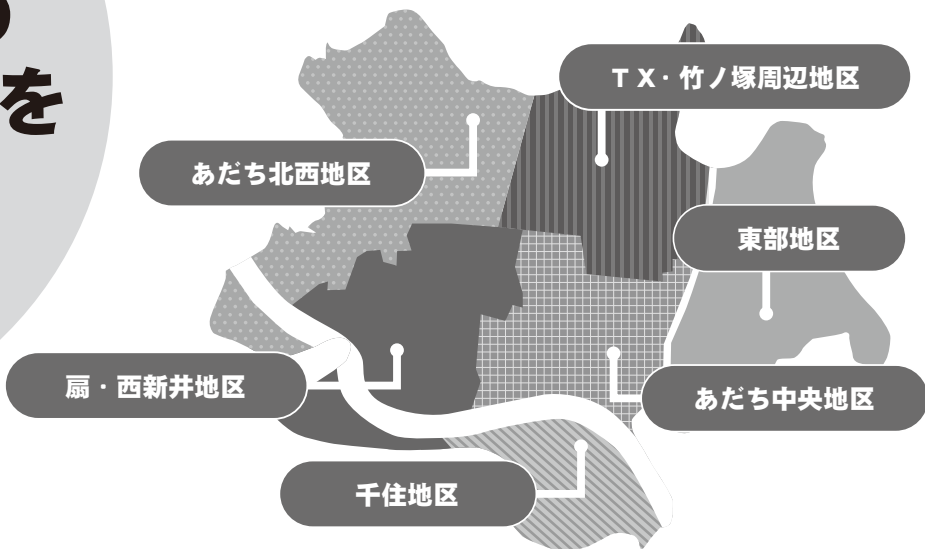 を
ＴＸ・竹ノ塚周辺地区
あだち北西地区
東部地区
扇・西新井地区
あだち中央地区
千住地区